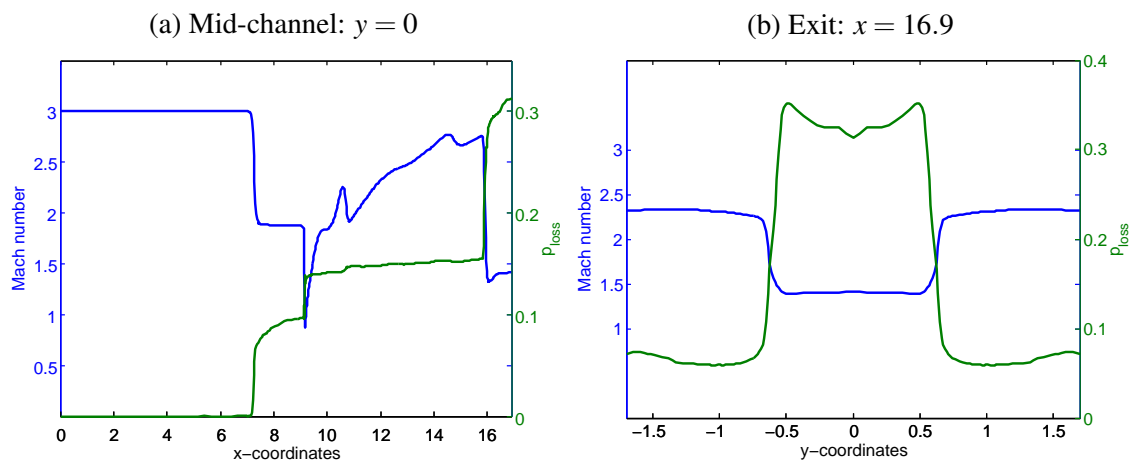 (a) Mid-channel: y = 0
Mach number
3
2.5
2
1.5
1
0.5
0.3
0.2
0.1
0
p_loss
0 2 4 6 8 10 12 14 16
x−coordinates
(b) Exit: x = 16.9
Mach number
3
2.5
2
1.5
1
0.4
0.3
0.2
0.1
0
p_loss
−1.5 −1 −0.5 0 0.5 1 1.5
y−coordinates